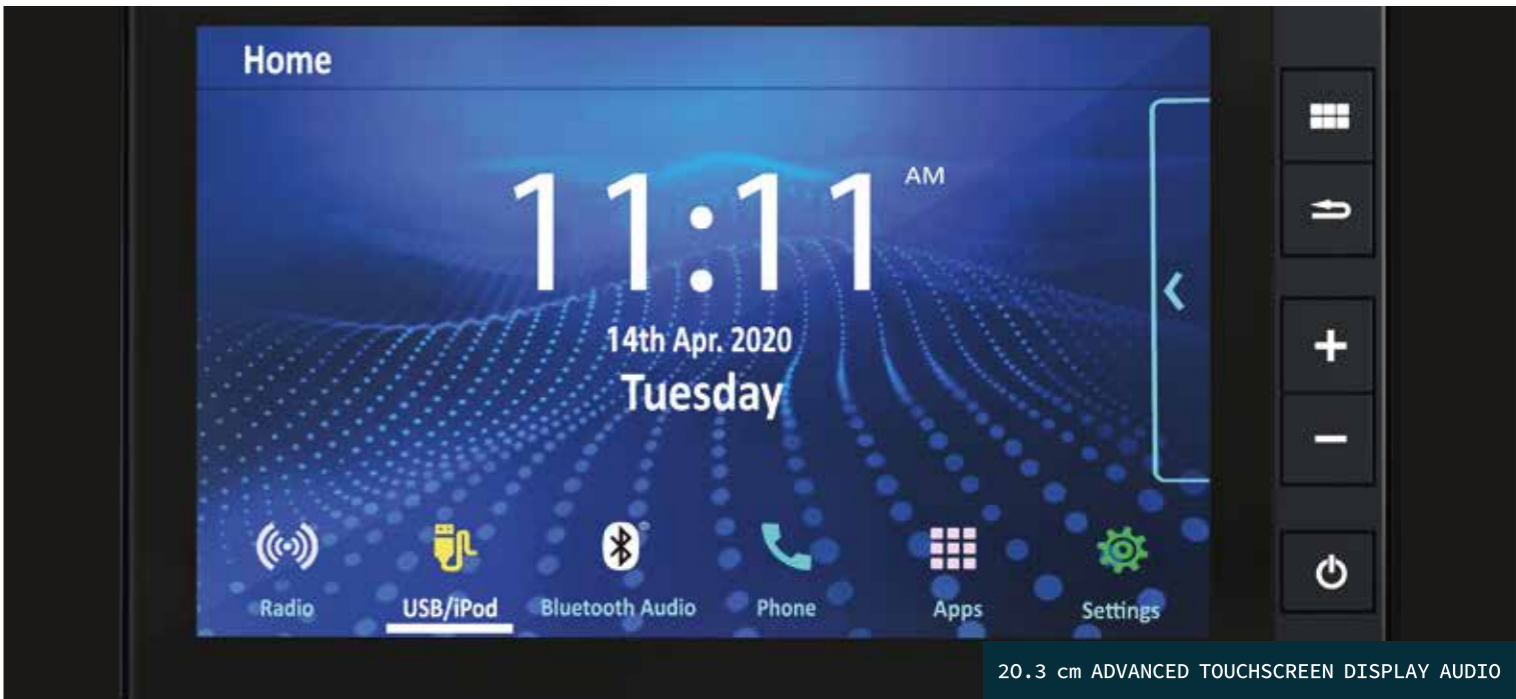 Home
11:11 AM
14th Apr. 2020
Tuesday
Radio USB/iPod Bluetooth Audio Phone Apps Settings
20.3 cm ADVANCED TOUCHSCREEN DISPLAY AUDIO